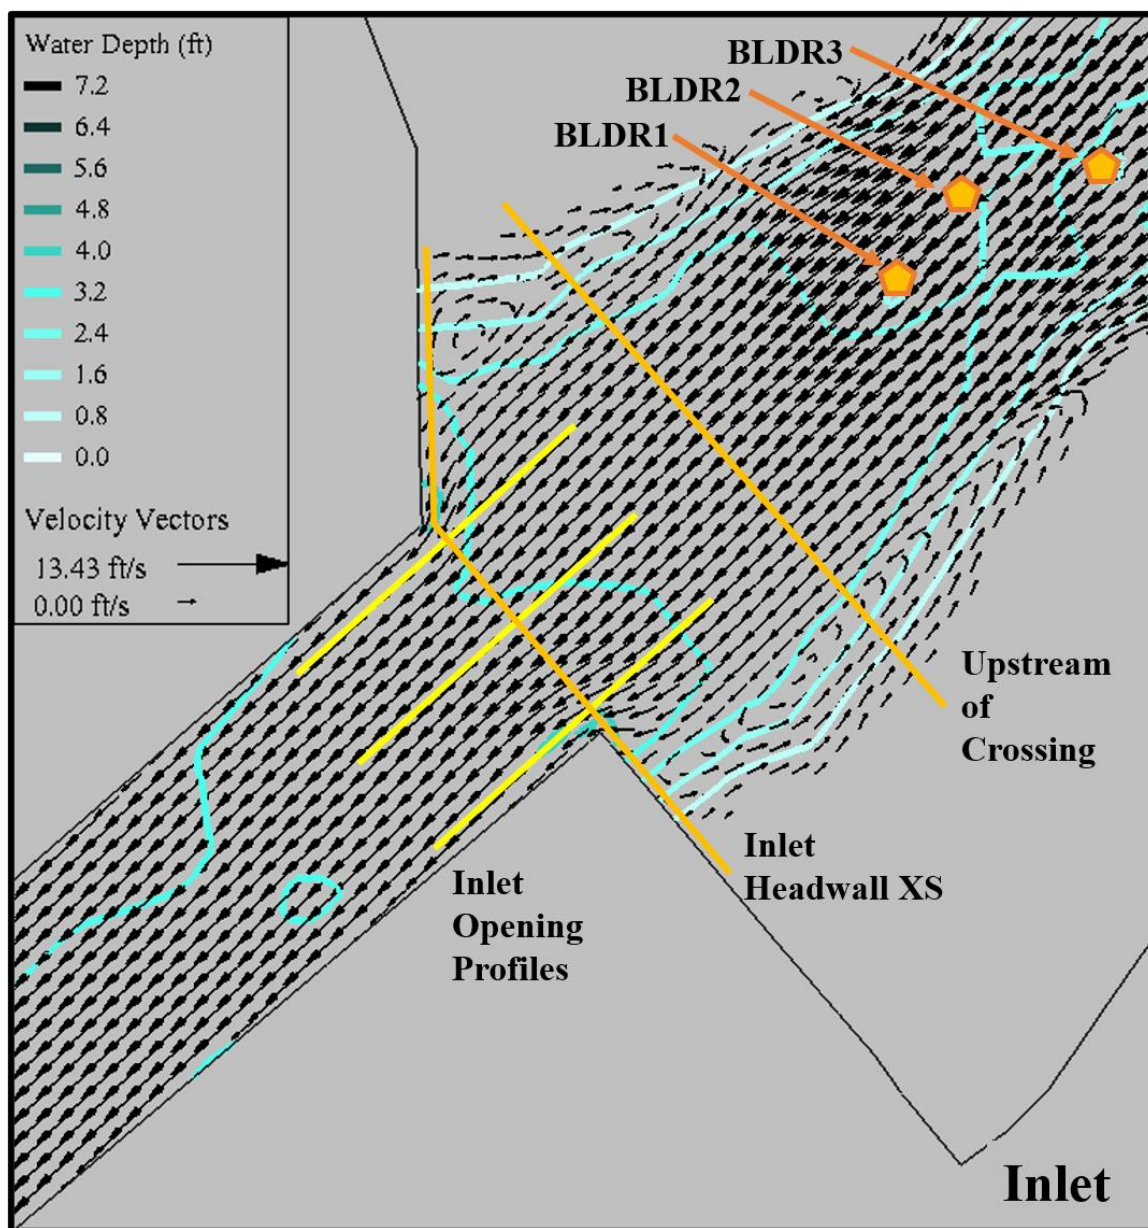 Water Depth (ft)
7.2
6.4
5.6
4.8
4.0
3.2
2.4
1.6
0.8
0.0
Velocity Vectors
13.43 ft/s
0.00 ft/s
BLDR3
BLDR2
BLDR1
Upstream
of
Crossing
Inlet
Headwall XS
Inlet
Opening
Profiles
Inlet